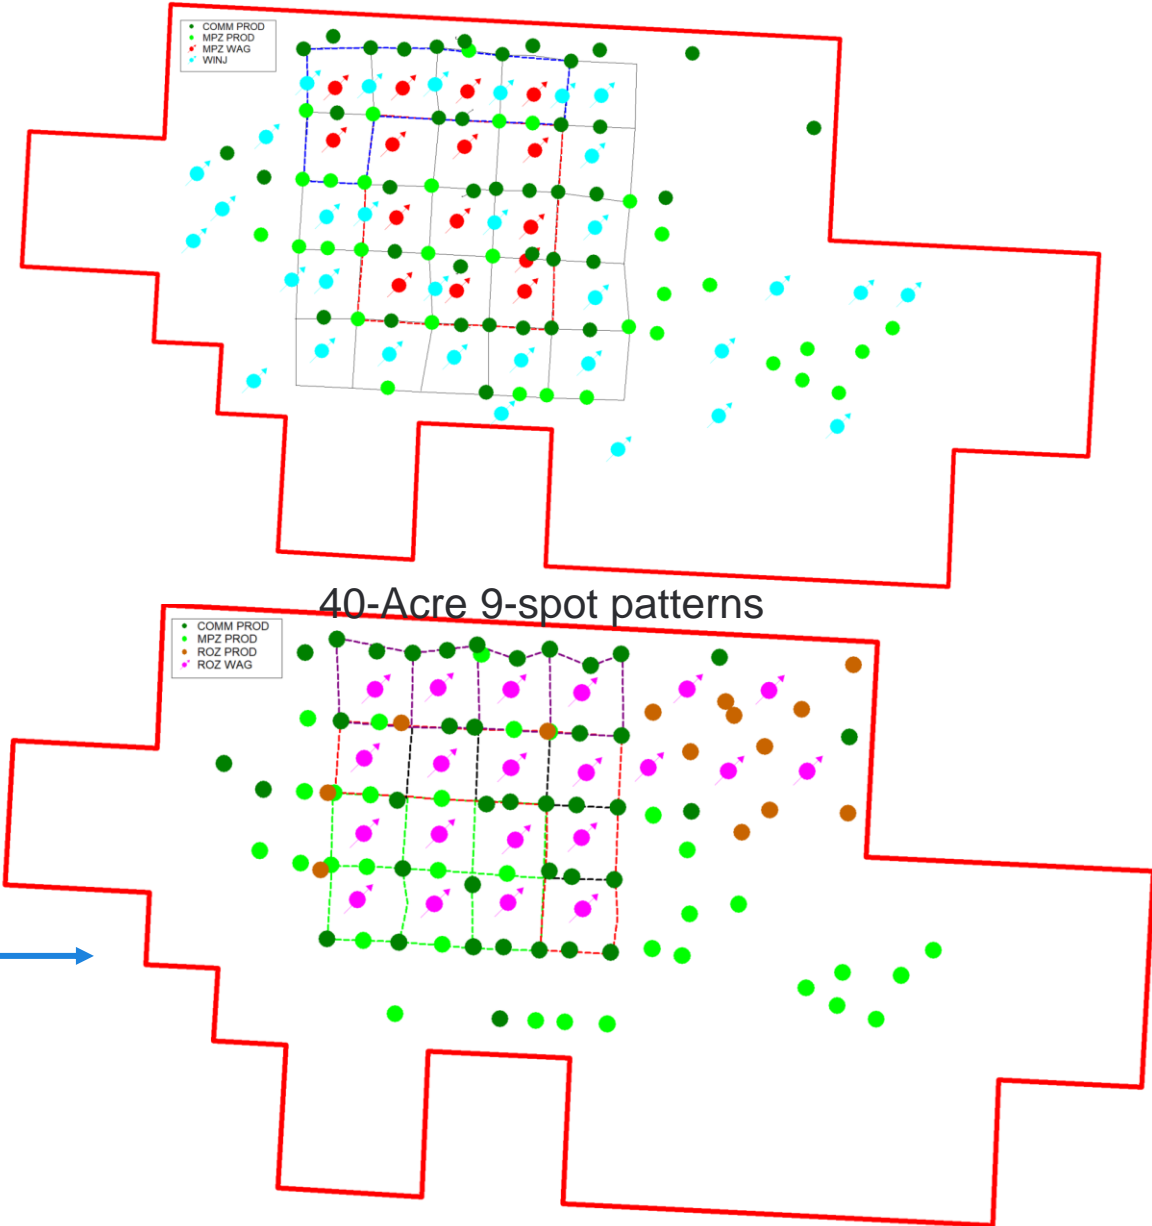 COMM PROD
MPZ PROD
MPZ WAG
WINJ
40-Acre 9-spot patterns
COMM PROD
MPZ PROD
ROZ PROD
ROZ WAG